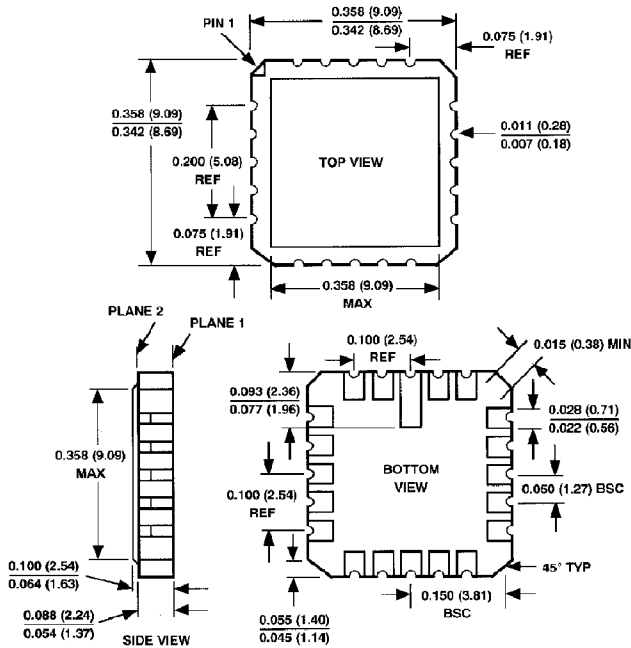 0.358 (9.09)
0.342 (8.69)
PIN 1
0.075 (1.91)
REF
0.358 (9.09)
0.342 (8.69)
0.011 (0.28)
0.007 (0.18)
0.200 (5.08)
REF
TOP VIEW
0.075 (1.91)
REF
0.358 (9.09)
MAX
PLANE 2
PLANE 1
0.100 (2.54)
REF
0.015 (0.38) MIN
0.093 (2.36)
0.077 (1.96)
0.028 (0.71)
0.022 (0.56)
0.358 (9.09)
MAX
BOTTOM
VIEW
0.100 (2.54)
REF
0.050 (1.27) BSC
0.100 (2.54)
0.064 (1.63)
45° TYP
0.150 (3.81)
BSC
0.088 (2.24)
0.054 (1.37)
0.055 (1.40)
0.045 (1.14)
SIDE VIEW